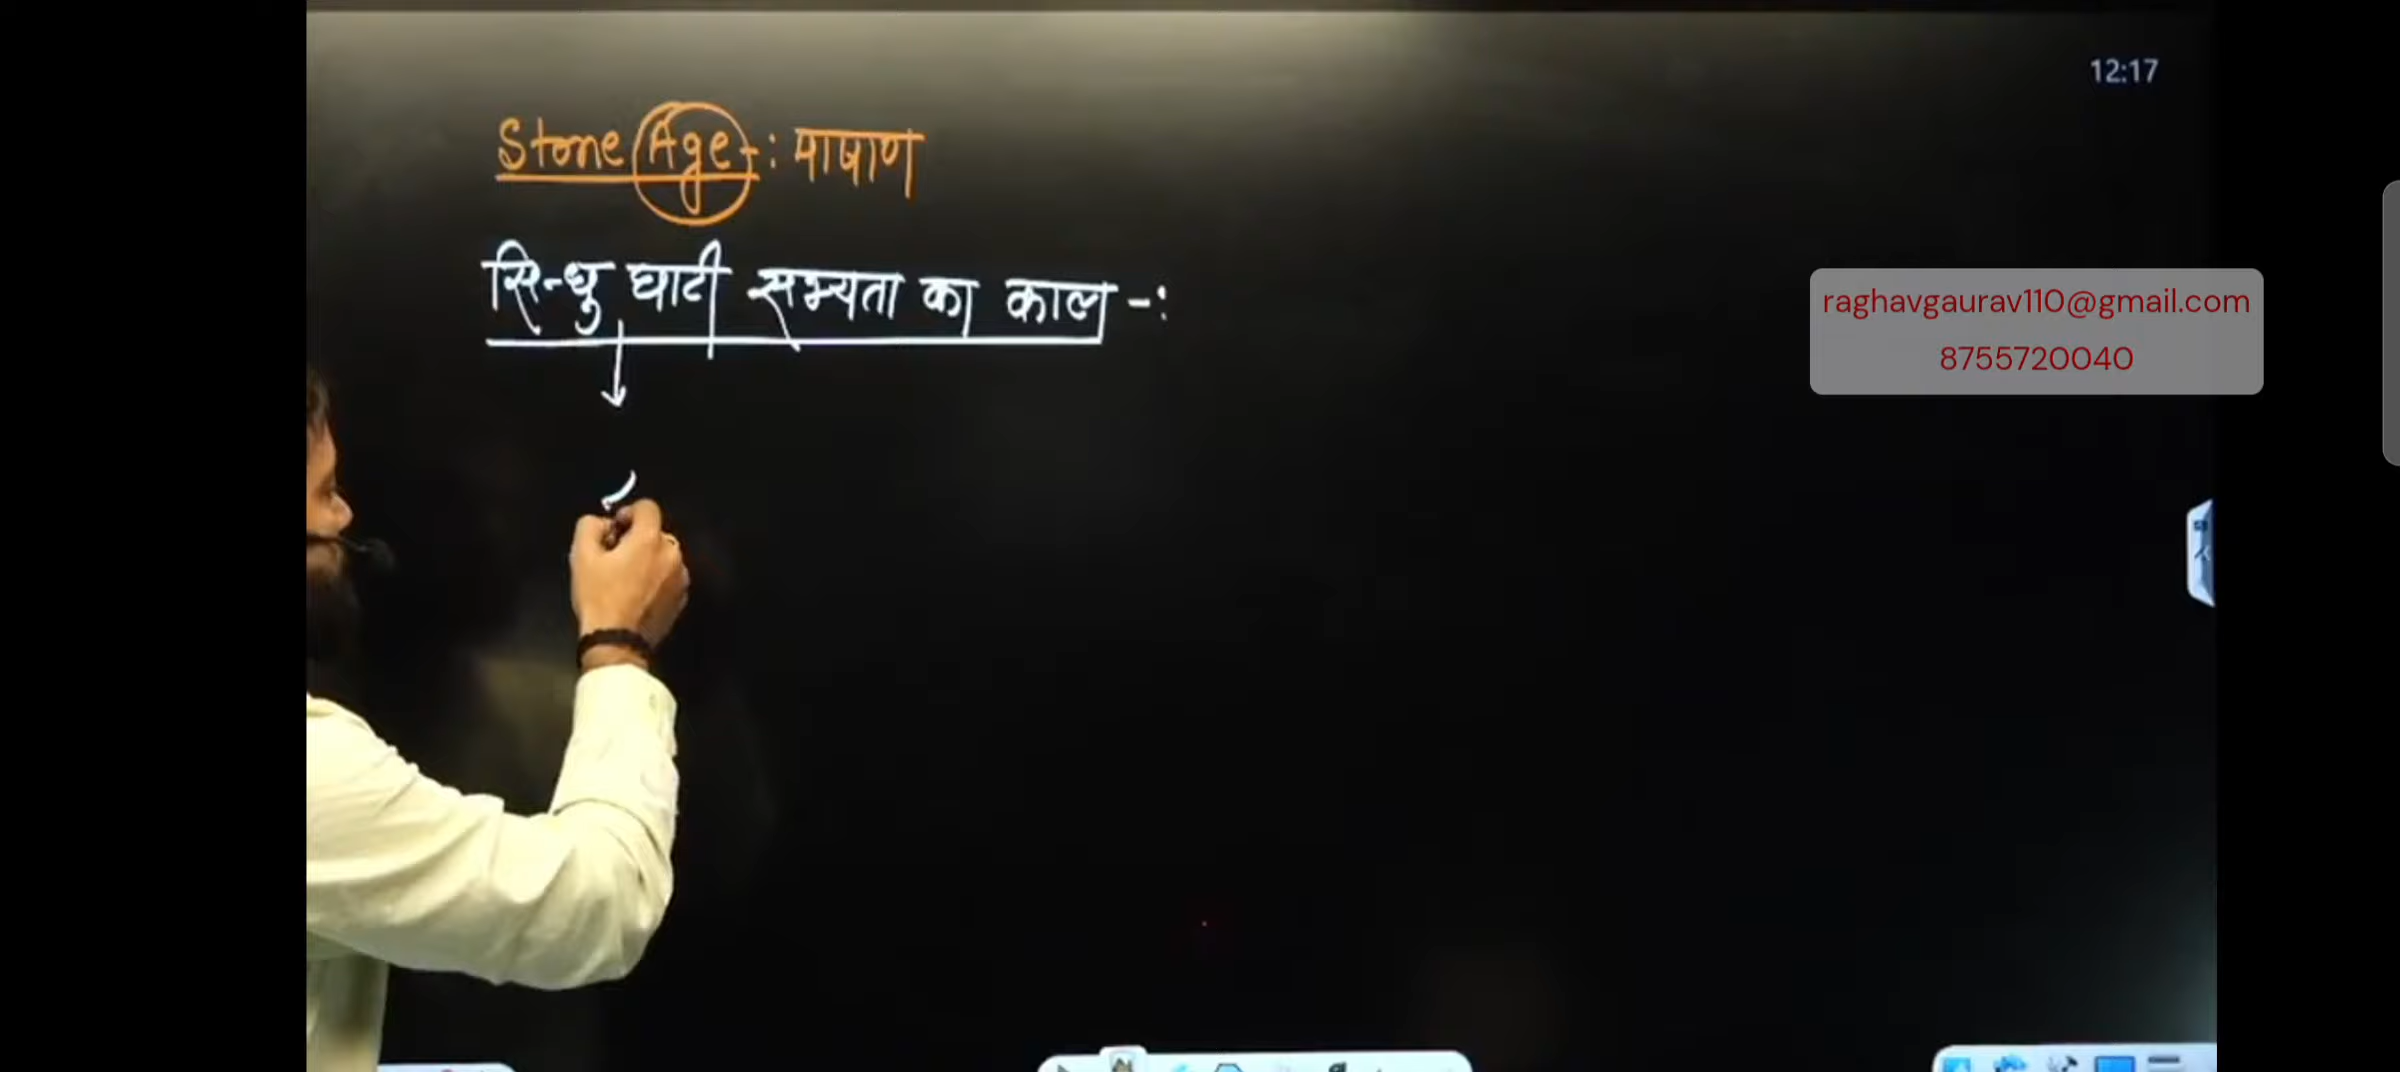 12:17
Stone Age-: पाषाण
सिन्धु घाटी सभ्यता का काल -:
raghavgaurav110@gmail.com
8755720040